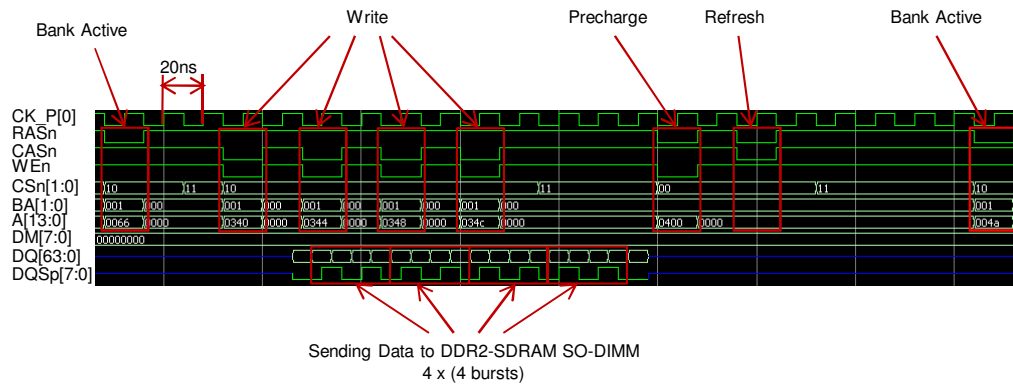 Bank Active
Write
Precharge
Refresh
Bank Active
20ns
CK_P[0]
RASn
CASn
WEn
CSn[1:0] 10 11 10 11 00 11 10
BA[1:0] 001 000 001 000 001 000 001 000 001 000 001
A[13:0] 0066 0000 0340 0000 0344 0000 0348 0000 034c 0000 0400 0000 004a
DM[7:0] 00000000
DQ[63:0]
DQSp[7:0]
Sending Data to DDR2-SDRAM SO-DIMM
4 x (4 bursts)